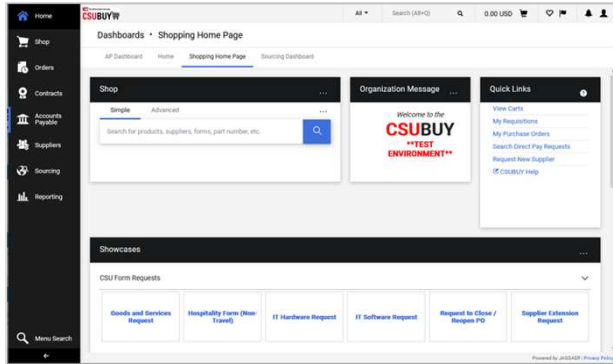 Home
CSUBUY
All
Search (Alt+Q)
0.00 USD
Shop
Orders
Contracts
Accounts
Payable
Suppliers
Sourcing
Reporting
Menu Search
Dashboards • Shopping Home Page
AP Dashboard Home Shopping Home Page Sourcing Dashboard
Shop ...
Simple Advanced ...
Search for products, suppliers, forms, part number, etc.
Organization Message ...
Welcome to the
CSUBUY
**TEST
ENVIRONMENT**
Quick Links
View Carts
My Requisitions
My Purchase Orders
Search Direct Pay Requests
Request New Supplier
CSUBUY Help
Showcases ...
CSU Form Requests
Goods and Services
Request
Hospitality Form (Non-
Travel)
IT Hardware Request
IT Software Request
Request to Close /
Reopen PO
Supplier Extension
Request
Powered by JAGGAER | Privacy Policy